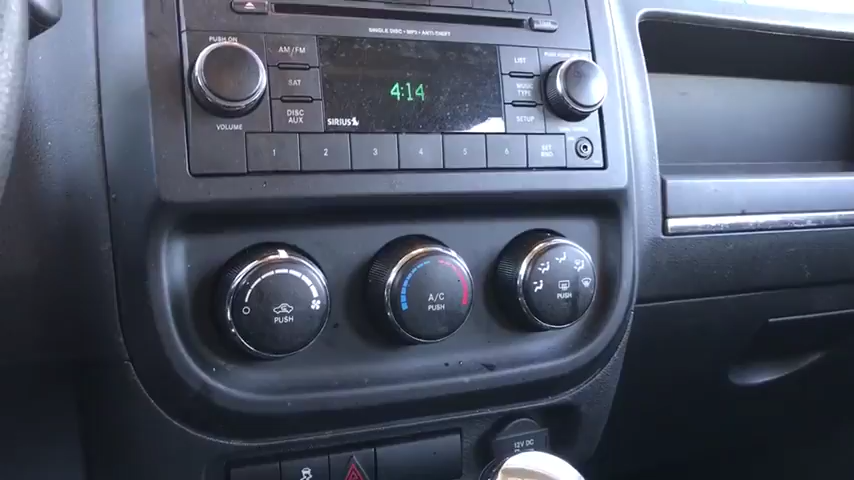 SINGLE DISC • MP3 • ANTI-THEFT
PUSH ON
VOLUME
AM/FM
SAT
DISC
AUX
4:14
SIRIUS
LIST
MUSIC
TYPE
SETUP
1 2 3 4 5 6
SET
RND
PUSH
A/C
PUSH
PUSH
12V DC